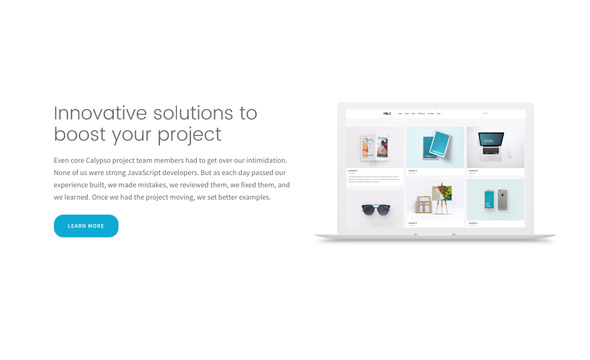 Innovative solutions to
boost your project
Even core Calypso project team members had to get over our intimidation.
None of us were strong JavaScript developers. But as each day passed our
experience built, we made mistakes, we reviewed them, we fixed them, and
we learned. Once we had the project moving, we set better examples.
LEARN MORE